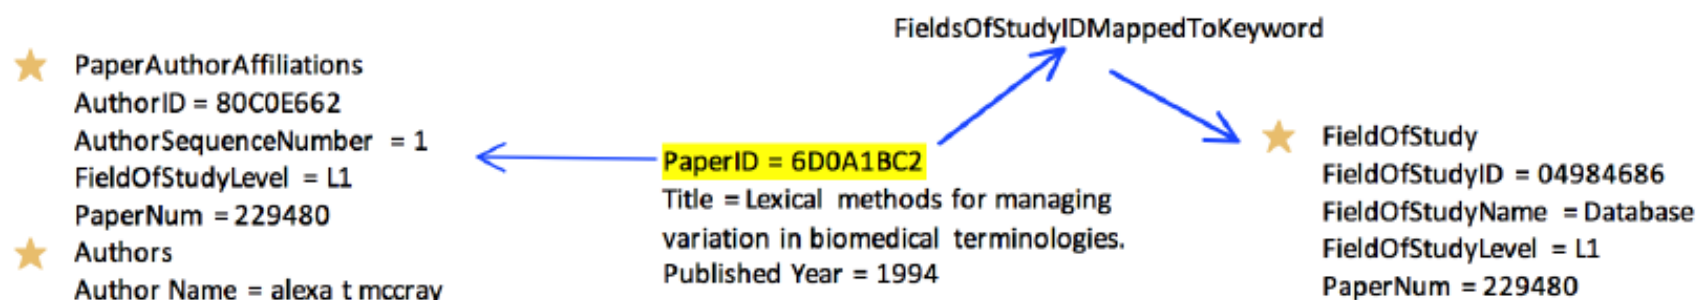 FieldsOfStudyIDMappedToKeyword
PaperAuthorAffiliations
AuthorID = 80C0E662
AuthorSequenceNumber = 1
FieldOfStudyLevel = L1
PaperNum = 229480
Authors
Author Name = alexa t mccray
PaperID = 6D0A1BC2
Title = Lexical methods for managing
variation in biomedical terminologies.
Published Year = 1994
FieldOfStudy
FieldOfStudyID = 04984686
FieldOfStudyName = Database
FieldOfStudyLevel = L1
PaperNum = 229480